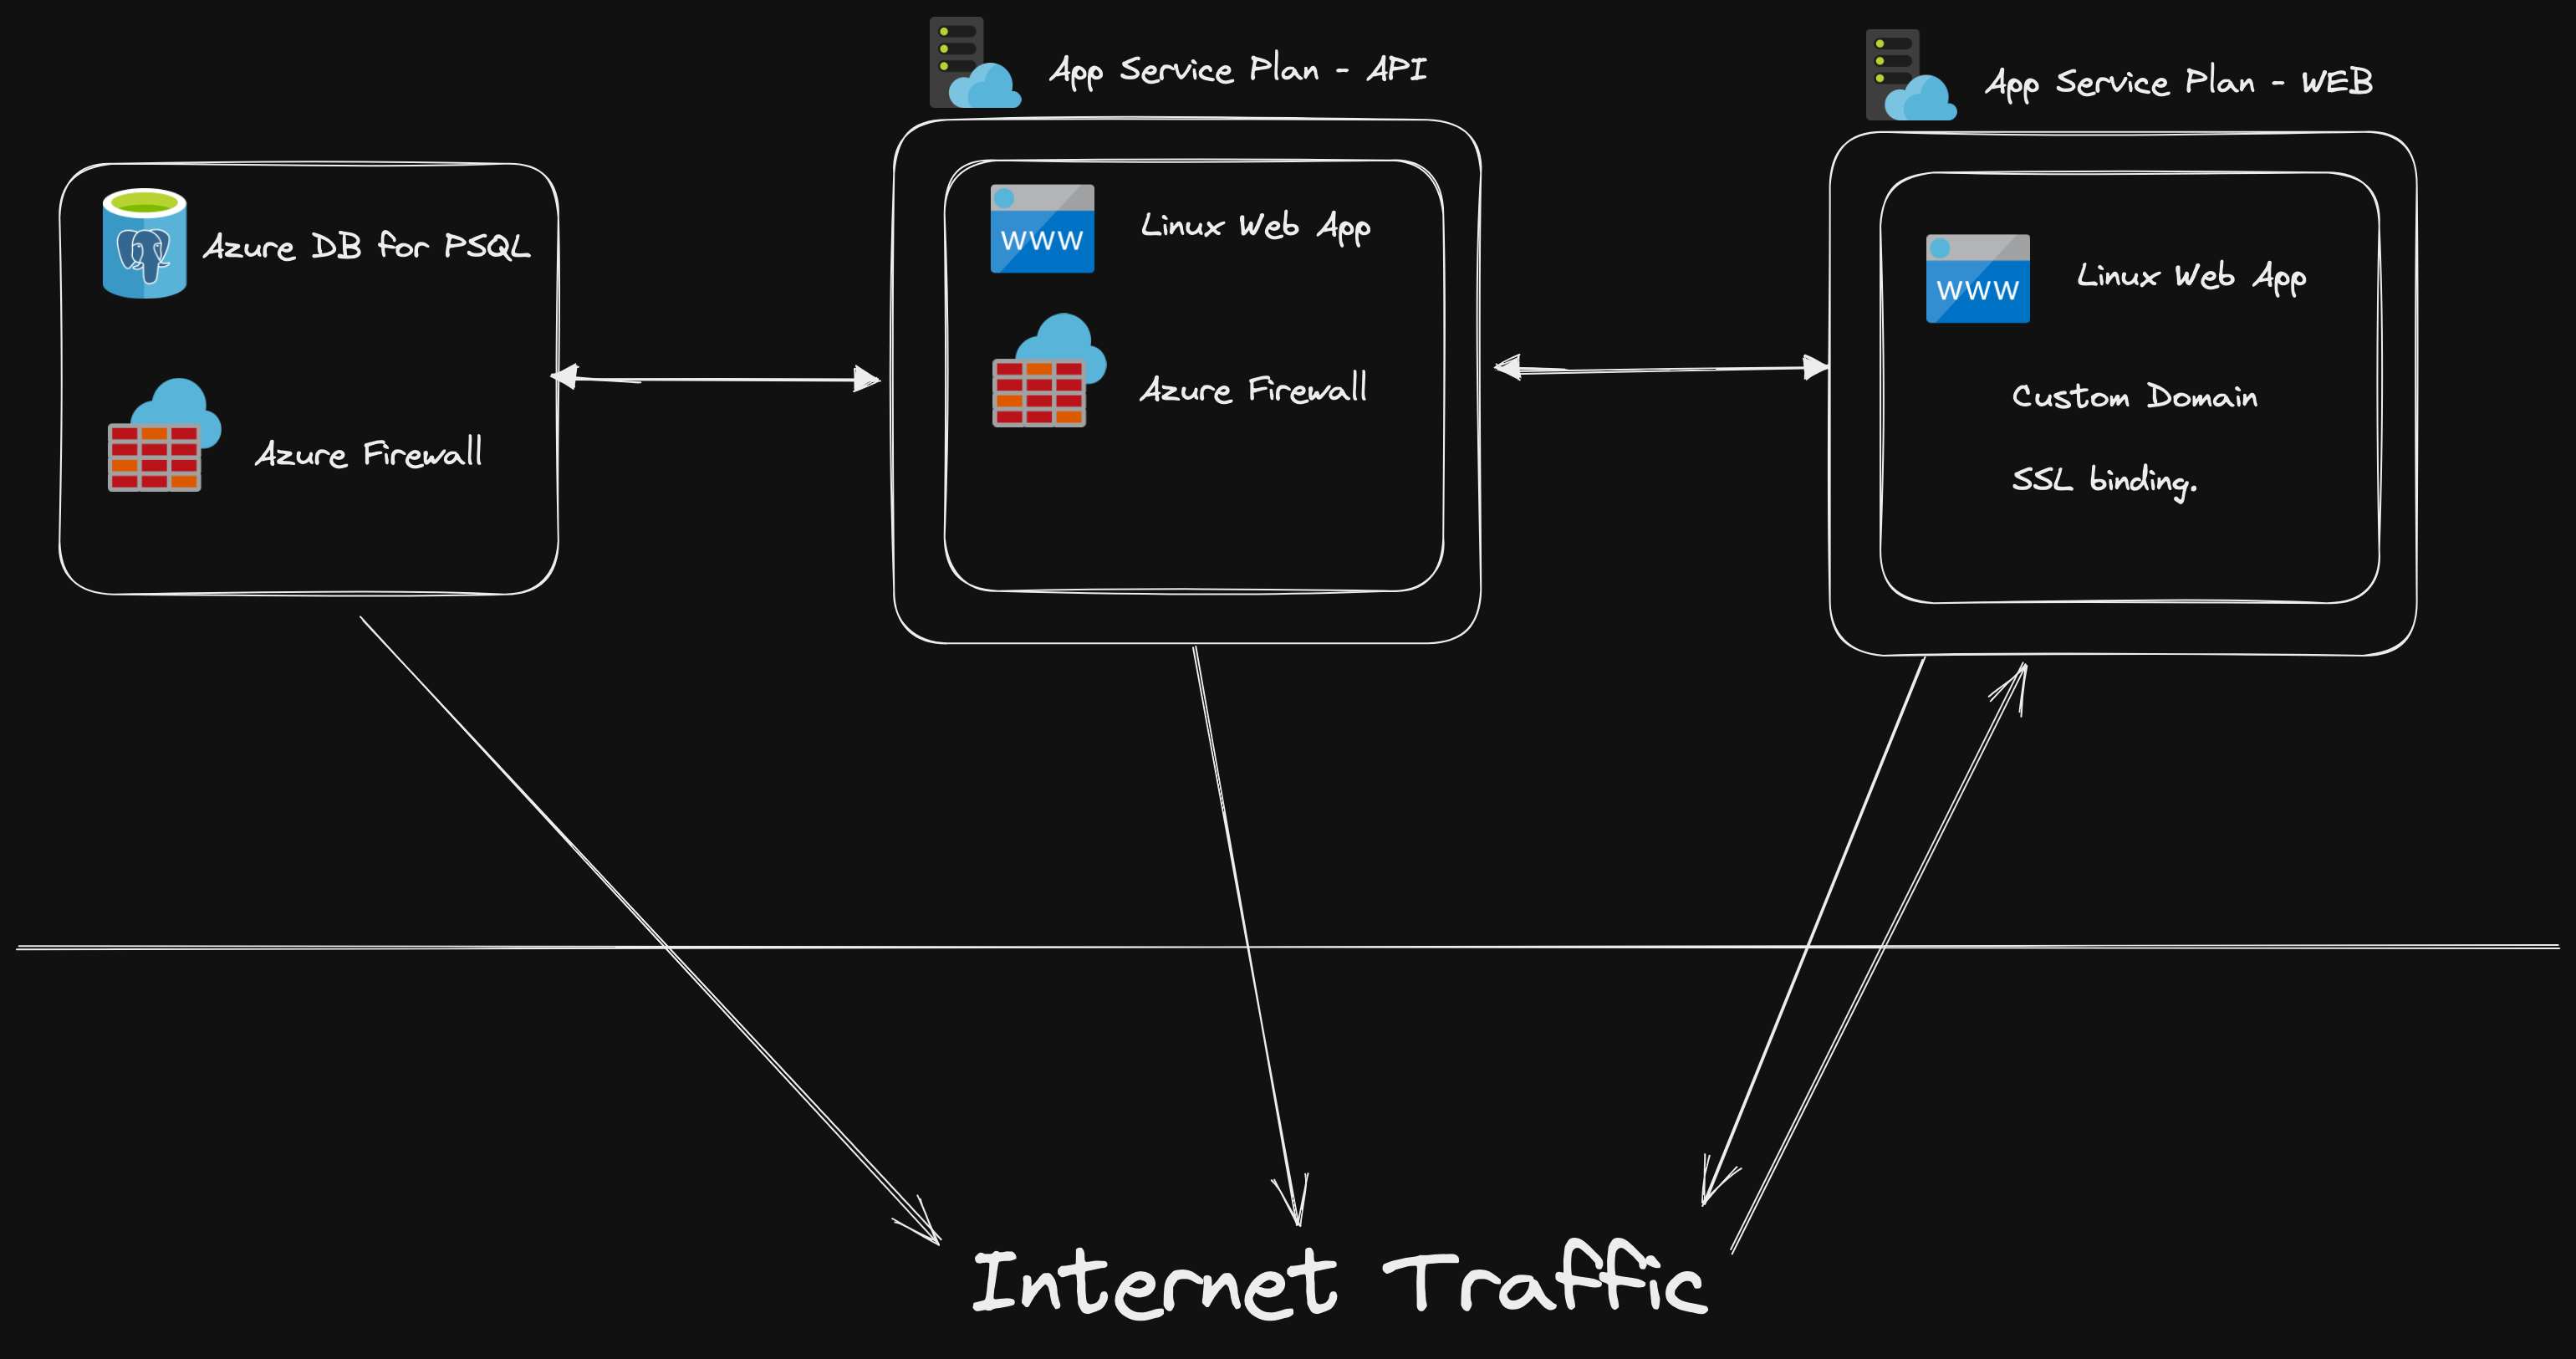 App Service Plan - API
App Service Plan - WEB
Azure DB for PSQL
Azure Firewall
WWW
Linux Web App
Azure Firewall
WWW
Linux Web App
Custom Domain
SSL binding.
Internet Traffic